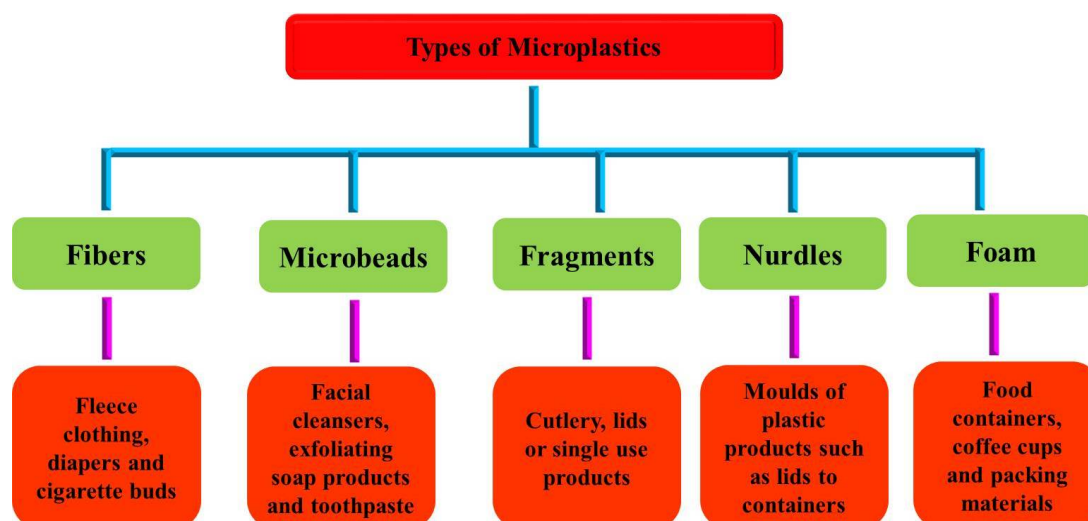 Types of Microplastics
Fibers
Microbeads
Fragments
Nurdles
Foam
Fleece
clothing,
diapers and
cigarette buds
Facial
cleansers,
exfoliating
soap products
and toothpaste
Cutlery, lids
or single use
products
Moulds of
plastic
products such
as lids to
containers
Food
containers,
coffee cups
and packing
materials